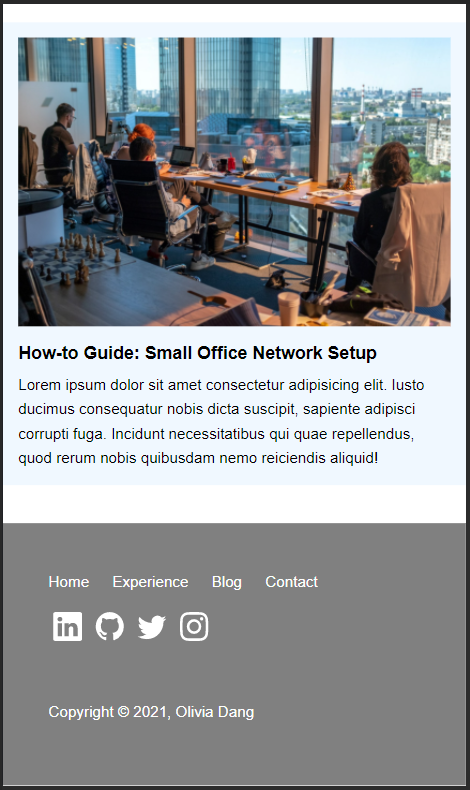 How-to Guide: Small Office Network Setup
Lorem ipsum dolor sit amet consectetur adipisicing elit. Iusto
ducimus consequatur nobis dicta suscipit, sapiente adipisci
corrupti fuga. Incidunt necessitatibus qui quae repellendus,
quod rerum nobis quibusdam nemo reiciendis aliquid!
Home Experience Blog Contact
in
Copyright © 2021, Olivia Dang